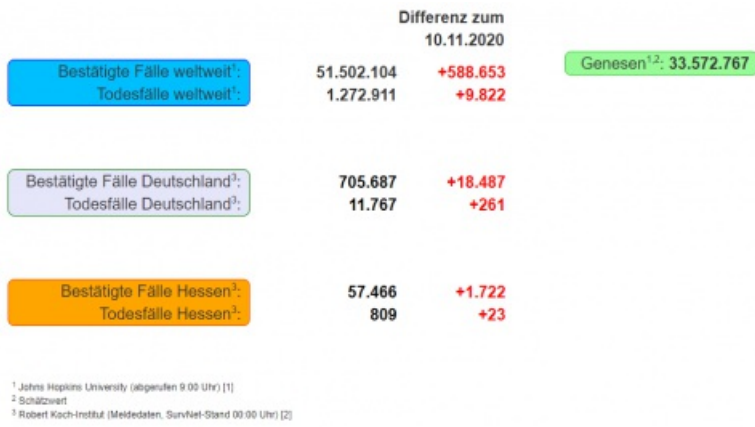 Differenz zum
10.11.2020
Bestätigte Fälle weltweit¹: 51.502.104 +588.653
Todesfälle weltweit¹: 1.272.911 +9.822
Genesen¹,²: 33.572.767
Bestätigte Fälle Deutschland³: 705.687 +18.487
Todesfälle Deutschland³: 11.767 +261
Bestätigte Fälle Hessen³: 57.466 +1.722
Todesfälle Hessen³: 809 +23
¹ Johns Hopkins University (abgerufen 9:00 Uhr) [1]
² Schätzwert
³ Robert Koch-Institut (Meldedaten, SurvNet-Stand 00:00 Uhr) [2]